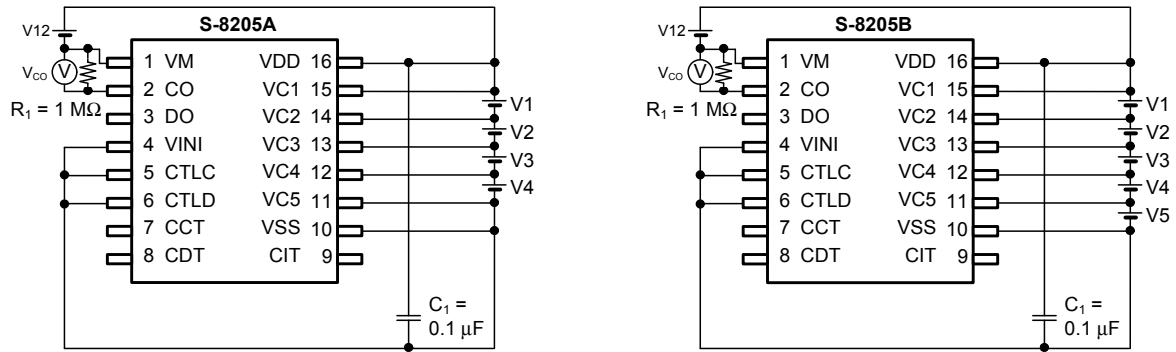 S-8205A
V12
V_CO
V
R₁ = 1 MΩ
1 VM
2 CO
3 DO
4 VINI
5 CTLC
6 CTLD
7 CCT
8 CDT
VDD 16
VC1 15
VC2 14
VC3 13
VC4 12
VC5 11
VSS 10
CIT 9
V1
V2
V3
V4
C₁ =
0.1 μF
S-8205B
V12
V_CO
V
R₁ = 1 MΩ
1 VM
2 CO
3 DO
4 VINI
5 CTLC
6 CTLD
7 CCT
8 CDT
VDD 16
VC1 15
VC2 14
VC3 13
VC4 12
VC5 11
VSS 10
CIT 9
V1
V2
V3
V4
V5
C₁ =
0.1 μF